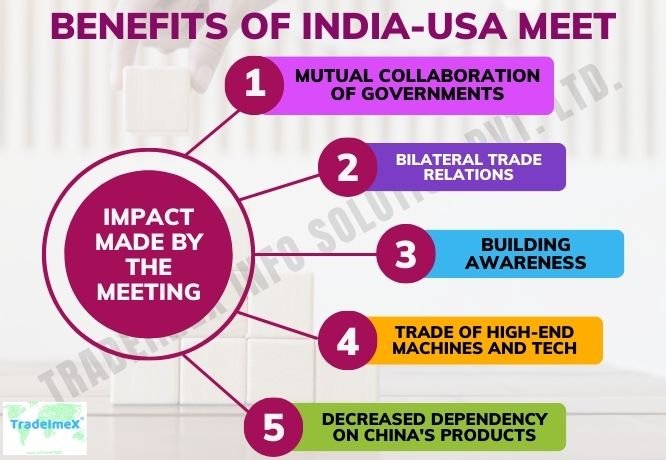 BENEFITS OF INDIA-USA MEET
1
MUTUAL COLLABORATION
OF GOVERNMENTS
2
BILATERAL TRADE
RELATIONS
IMPACT
MADE BY
THE
MEETING
3
BUILDING
AWARENESS
4
TRADE OF HIGH-END
MACHINES AND TECH
5
DECREASED DEPENDENCY
ON CHINA'S PRODUCTS
TradeImeX
TRADEIMEX INFO SOLUTION PVT. LTD.